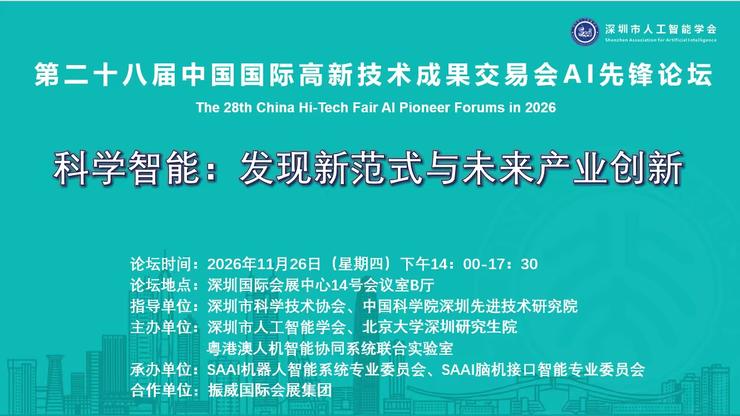 深圳市人工智能学会
Shenzhen Association for Artificial Intelligence
第二十八届中国国际高新技术成果交易会AI先锋论坛
The 28th China Hi-Tech Fair AI Pioneer Forums in 2026
科学智能：发现新范式与未来产业创新
论坛时间：2026年11月26日（星期四）下午14：00-17：30
论坛地点：深圳国际会展中心14号会议室B厅
指导单位：深圳市科学技术协会、中国科学院深圳先进技术研究院
主办单位：深圳市人工智能学会、北京大学深圳研究生院
粤港澳人机智能协同系统联合实验室
承办单位：SAAI机器人智能系统专业委员会、SAAI脑机接口智能专业委员会
合作单位：振威国际会展集团